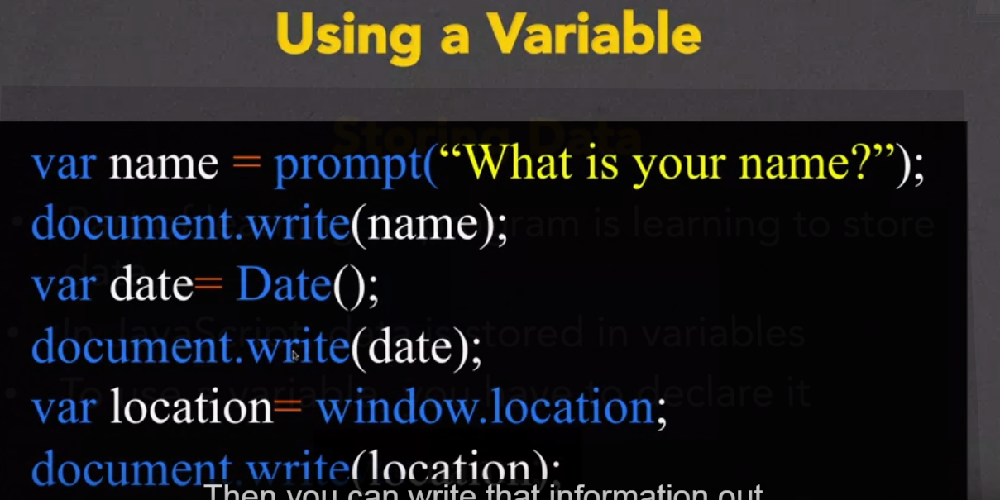 Using a Variable
Storing Data
var name = prompt(“What is your name?”);
document.write(name);
ram is learning to store
var date= Date();
data
document.write(date);
In JavaScript, data is stored in variables
var location= window.location;
To use a variable, you have to declare it
document.write(location);
Then you can write that information out